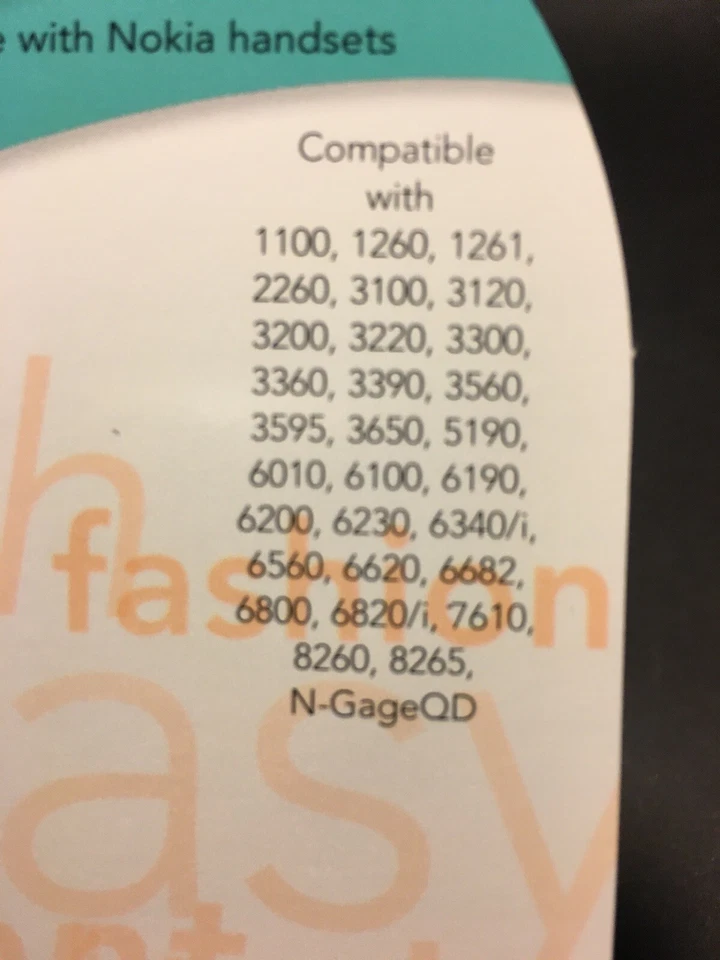 with Nokia handsets
Compatible
with
1100, 1260, 1261,
2260, 3100, 3120,
3200, 3220, 3300,
3360, 3390, 3560,
3595, 3650, 5190,
6010, 6100, 6190,
6200, 6230, 6340/i,
6560, 6620, 6682,
fashion
6800, 6820/i, 7610,
8260, 8265,
N-GageQD
asy